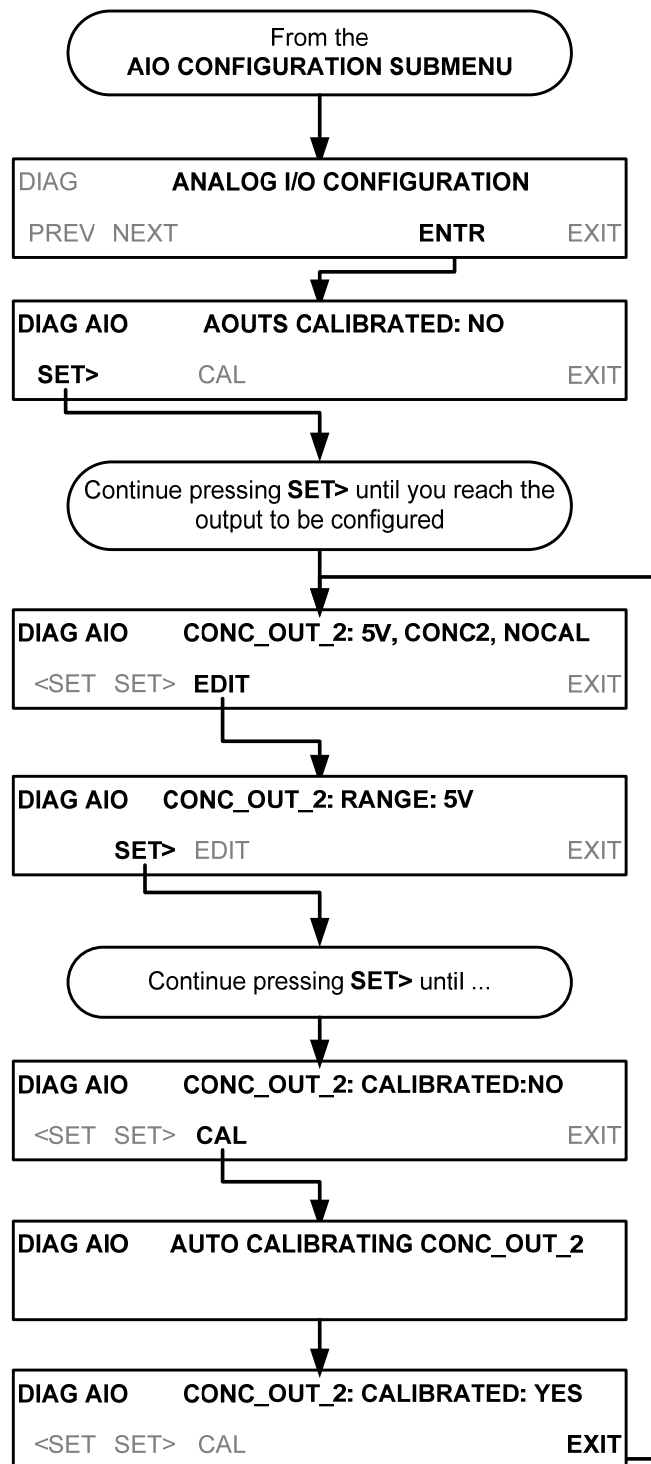 From the
AIO CONFIGURATION SUBMENU
DIAG ANALOG I/O CONFIGURATION
PREV NEXT ENTR EXIT
DIAG AIO AOUTS CALIBRATED: NO
SET> CAL EXIT
Continue pressing SET> until you reach the
output to be configured
DIAG AIO CONC_OUT_2: 5V, CONC2, NOCAL
<SET SET> EDIT EXIT
DIAG AIO CONC_OUT_2: RANGE: 5V
SET> EDIT EXIT
Continue pressing SET> until ...
DIAG AIO CONC_OUT_2: CALIBRATED:NO
<SET SET> CAL EXIT
DIAG AIO AUTO CALIBRATING CONC_OUT_2
DIAG AIO CONC_OUT_2: CALIBRATED: YES
<SET SET> CAL EXIT